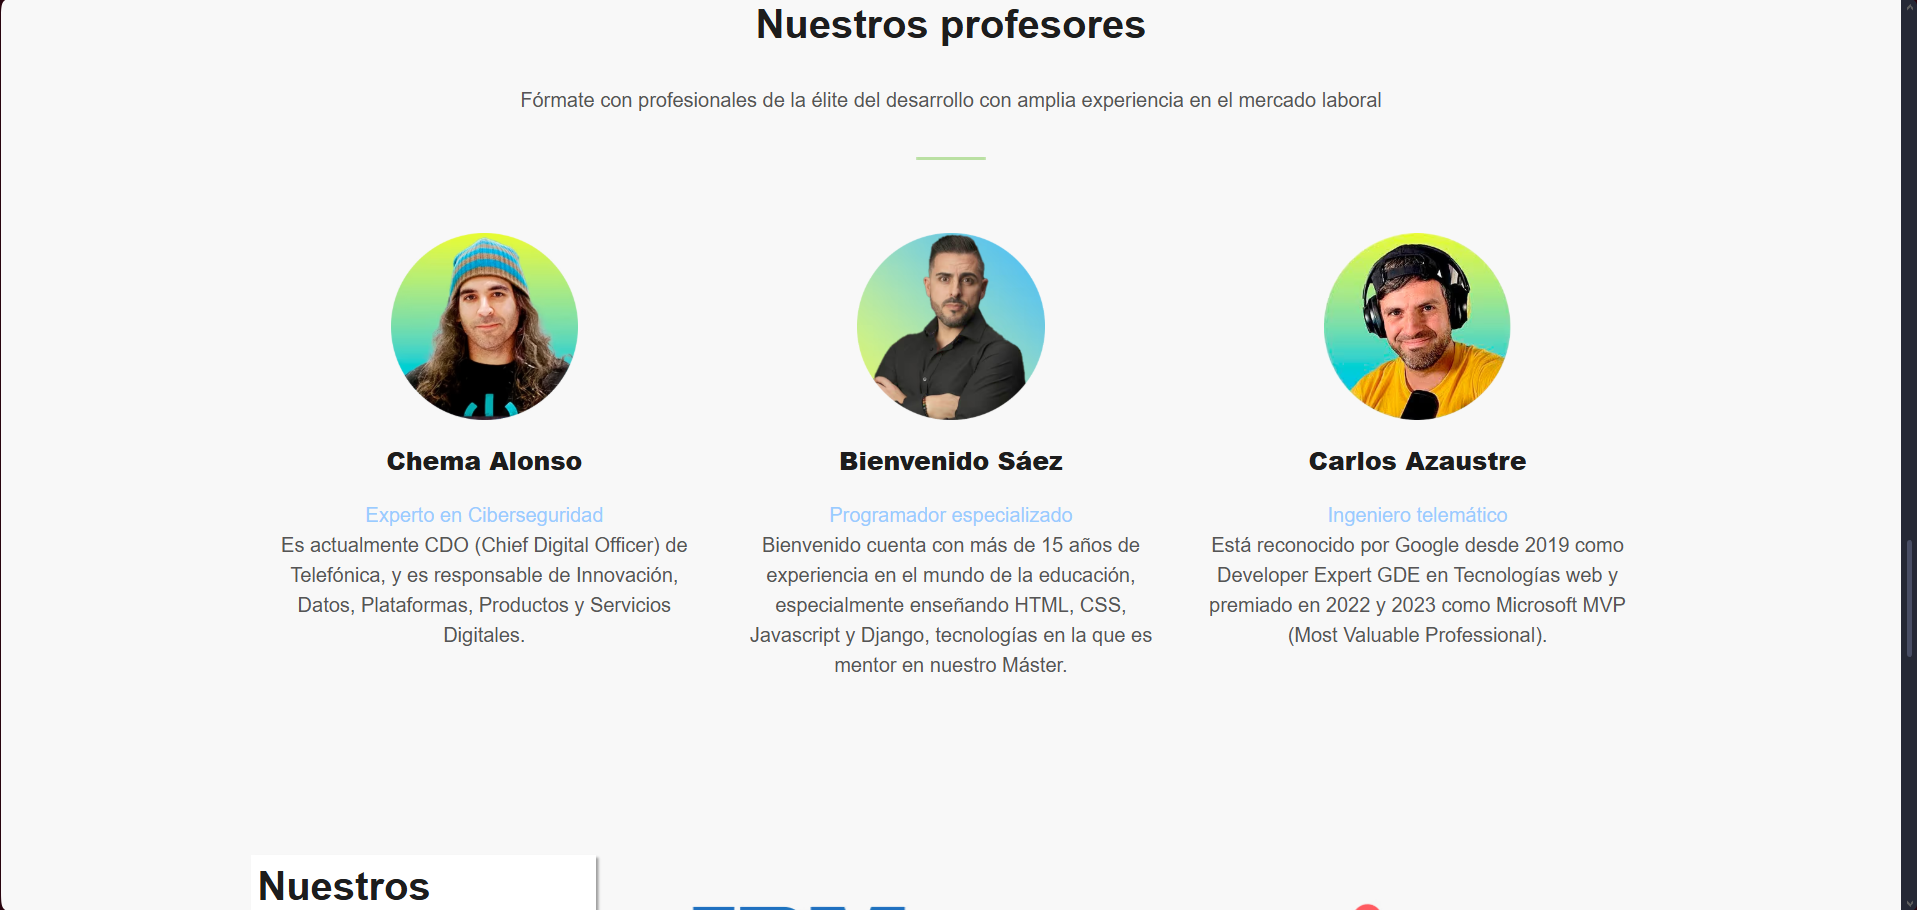 Nuestros profesores
Fórmate con profesionales de la élite del desarrollo con amplia experiencia en el mercado laboral
Chema Alonso
Experto en Ciberseguridad
Es actualmente CDO (Chief Digital Officer) de
Telefónica, y es responsable de Innovación,
Datos, Plataformas, Productos y Servicios
Digitales.
Bienvenido Sáez
Programador especializado
Bienvenido cuenta con más de 15 años de
experiencia en el mundo de la educación,
especialmente enseñando HTML, CSS,
Javascript y Django, tecnologías en la que es
mentor en nuestro Máster.
Carlos Azaustre
Ingeniero telemático
Está reconocido por Google desde 2019 como
Developer Expert GDE en Tecnologías web y
premiado en 2022 y 2023 como Microsoft MVP
(Most Valuable Professional).
Nuestros